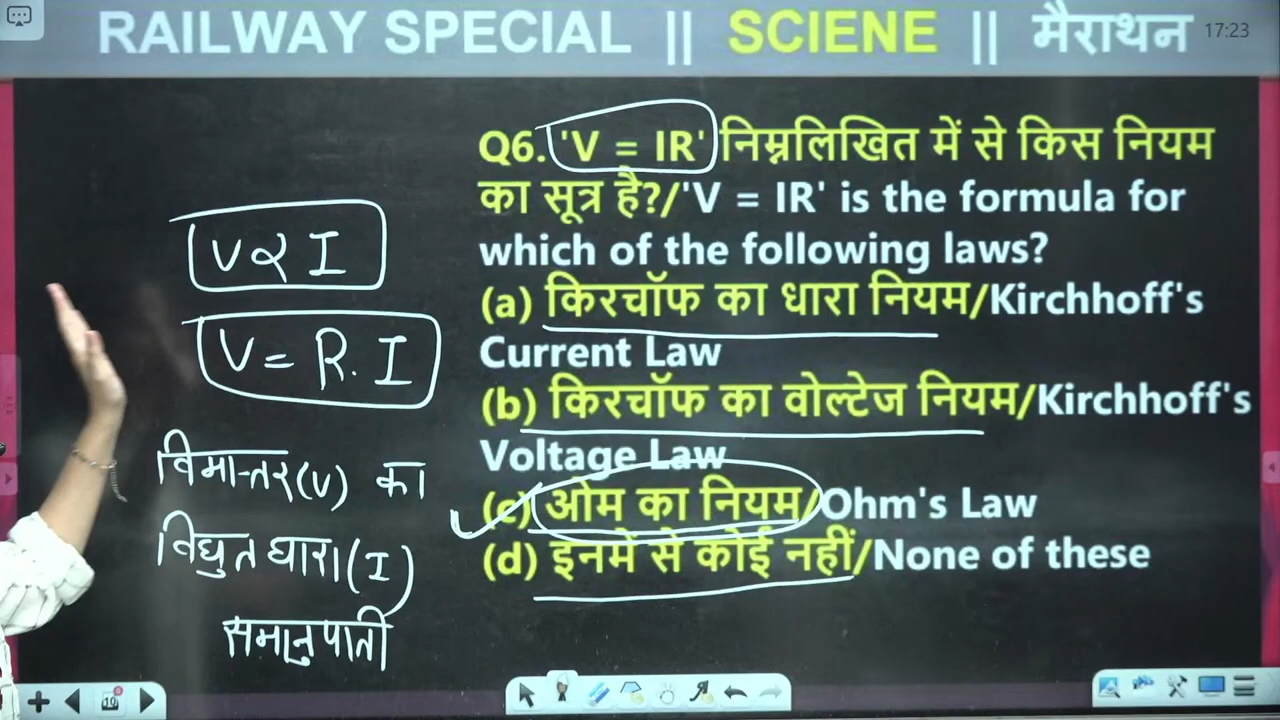 RAILWAY SPECIAL || SCIENE || मैराथन 17:23
Q6. 'V = IR' निम्नलिखित में से किस नियम
का सूत्र है?/'V = IR' is the formula for
which of the following laws?
(a) किरचॉफ का धारा नियम/Kirchhoff's
Current Law
(b) किरचॉफ का वोल्टेज नियम/Kirchhoff's
Voltage Law
(c) ओम का नियम/Ohm's Law
(d) इनमें से कोई नहीं/None of these
V ∝ I
V = R. I
विभान्तर(V) का
विद्युत धारा(I)
समानुपाती
10